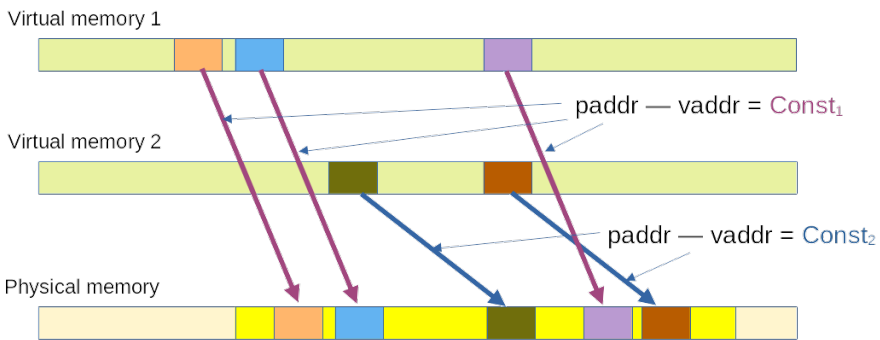 Virtual memory 1
paddr — vaddr = Const₁
Virtual memory 2
paddr — vaddr = Const₂
Physical memory